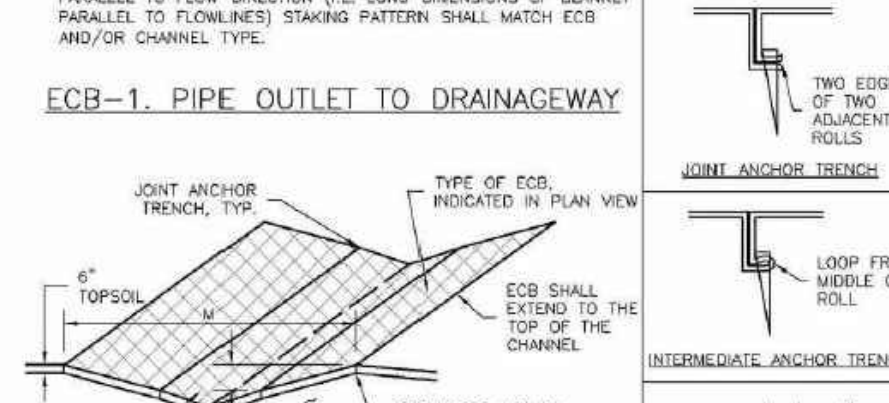 PARALLEL TO FLOW DIRECTION (I.E. LONG DIMENSIONS OF BLANKET
PARALLEL TO FLOWLINES) STAKING PATTERN SHALL MATCH ECB
AND/OR CHANNEL TYPE.
ECB-1. PIPE OUTLET TO DRAINAGEWAY
JOINT ANCHOR
TRENCH, TYP.
TYPE OF ECB,
INDICATED IN PLAN VIEW
6"
TOPSOIL
M
ECB SHALL
EXTEND TO THE
TOP OF THE
CHANNEL
TWO EDGE
OF TWO
ADJACENT
ROLLS
JOINT ANCHOR TRENCH
LOOP FR
MIDDLE O
ROLL
INTERMEDIATE ANCHOR TREN